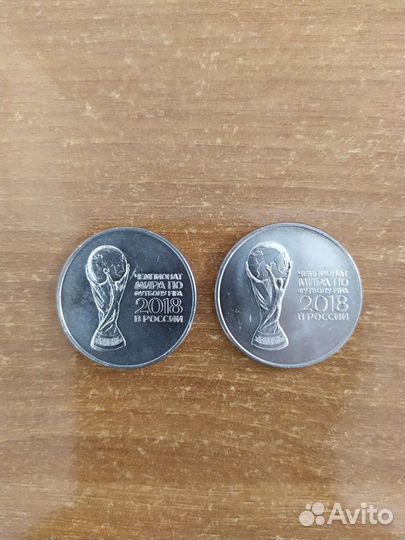 ЧЕМПИОНАТ
МИРА ПО
ФУТБОЛУ FIFA
2018
В РОССИИ
ЧЕМПИОНАТ
МИРА ПО
ФУТБОЛУ FIFA
2018
В РОССИИ
Avito